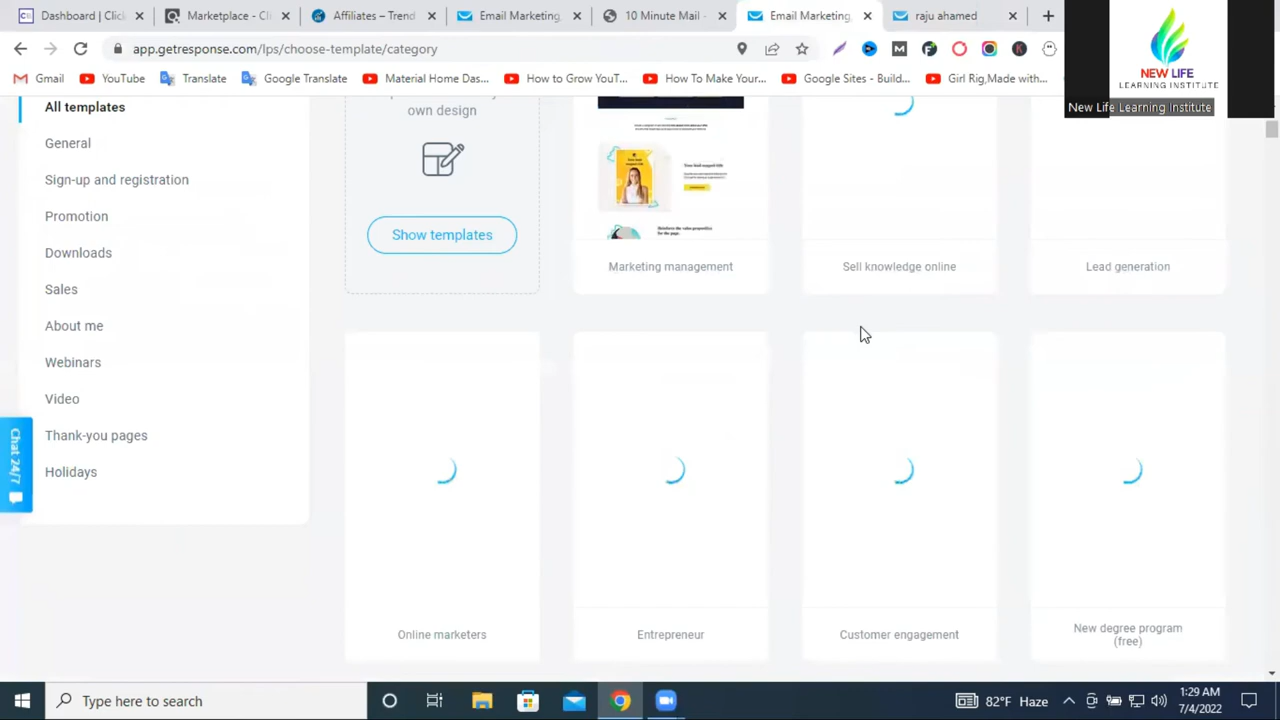 Dashboard | Click
Marketplace - Cli
Affiliates – Trend
Email Marketing
10 Minute Mail -
Email Marketing
raju ahamed
app.getresponse.com/lps/choose-template/category
Gmail
YouTube
Translate
Google Translate
Material Home Das...
How to Grow YouT...
How To Make Your...
Google Sites - Build...
Girl Rig,Made with...
NEW LIFE
LEARNING INSTITUTE
New Life Learning Institute
All templates
General
Sign-up and registration
Promotion
Downloads
Sales
About me
Webinars
Video
Thank-you pages
Holidays
Chat 24/7
own design
Show templates
Marketing management
Sell knowledge online
Lead generation
Online marketers
Entrepreneur
Customer engagement
New degree program
(free)
Type here to search
82°F Haze
1:29 AM
7/4/2022